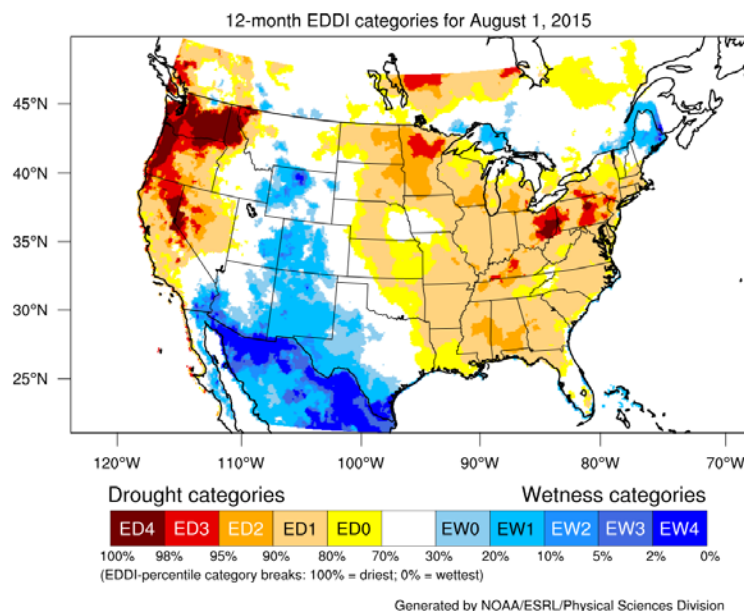 12-month EDDI categories for August 1, 2015
45°N
40°N
35°N
30°N
25°N
120°W 110°W 100°W 90°W 80°W 70°W
Drought categories Wetness categories
ED4 ED3 ED2 ED1 ED0 EW0 EW1 EW2 EW3 EW4
100% 98% 95% 90% 80% 70% 30% 20% 10% 5% 2% 0%
(EDDI-percentile category breaks: 100% = driest; 0% = wettest)
Generated by NOAA/ESRL/Physical Sciences Division